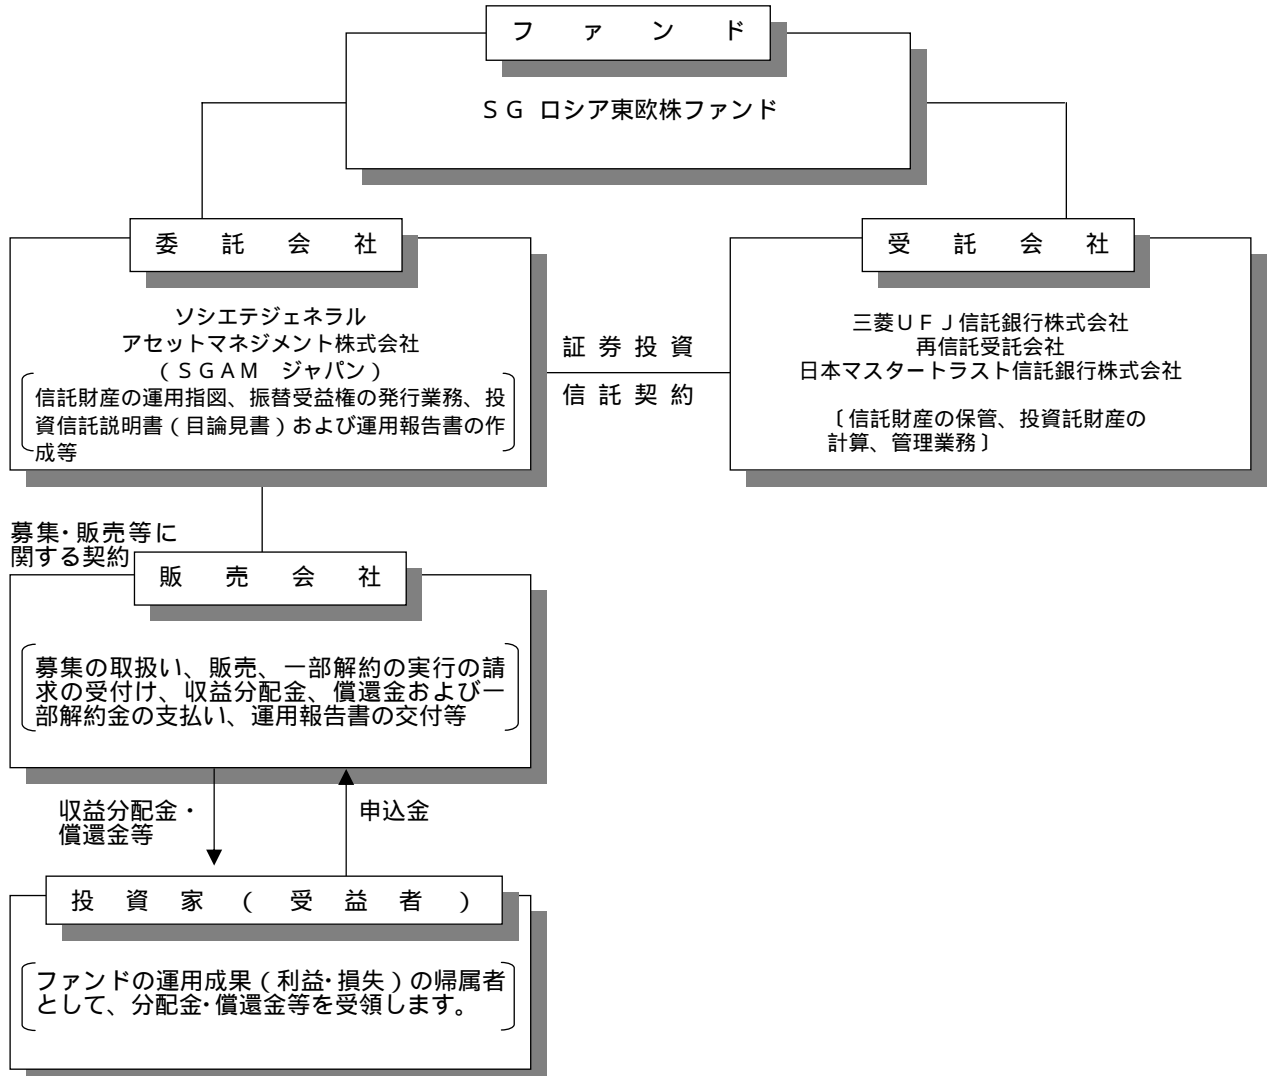 ファンド
ＳＧ ロシア東欧株ファンド
委託会社
ソシエテジェネラル
アセットマネジメント株式会社
(ＳＧＡＭ ジャパン)
信託財産の運用指図、振替受益権の発行業務、投
資信託説明書(目論見書)および運用報告書の作
成等
証券投資
信託契約
受託会社
三菱ＵＦＪ信託銀行株式会社
再信託受託会社
日本マスタートラスト信託銀行株式会社
〔信託財産の保管、投資託財産の
計算、管理業務〕
募集・販売等に
関する契約
販売会社
募集の取扱い、販売、一部解約の実行の請
求の受付け、収益分配金、償還金および一
部解約金の支払い、運用報告書の交付等
収益分配金・
償還金等
申込金
投資家(受益者)
ファンドの運用成果(利益・損失)の帰属者
として、分配金・償還金等を受領します。